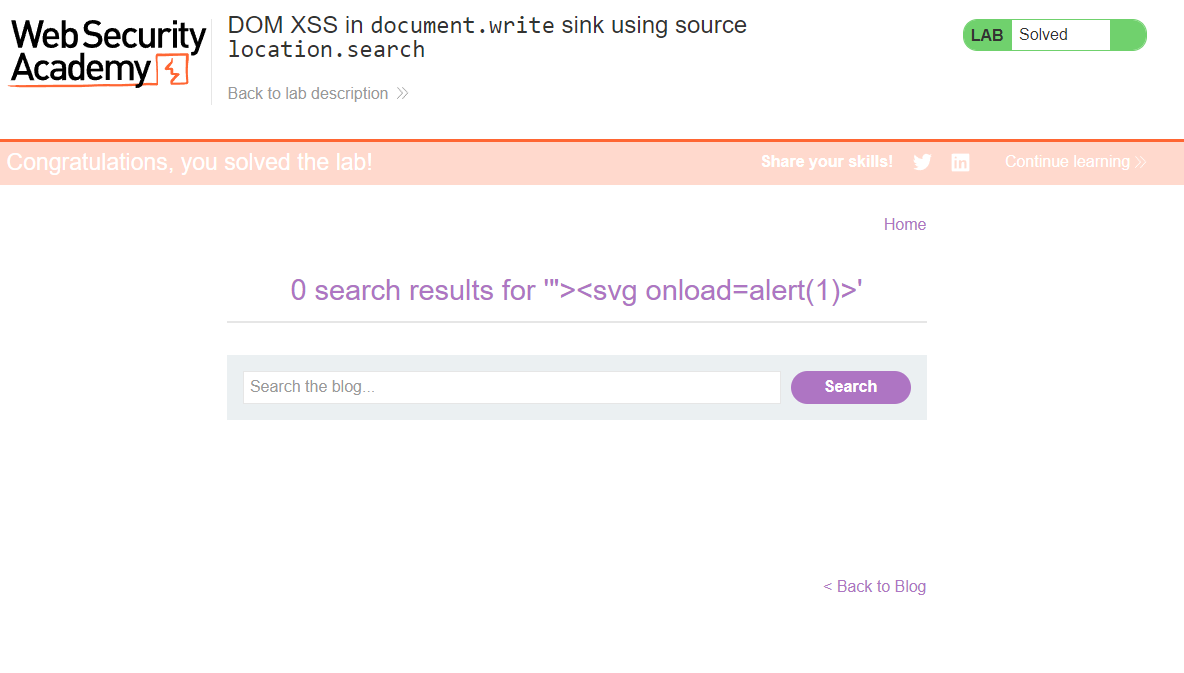 Web Security
Academy
DOM XSS in document.write sink using source
location.search
LAB Solved
Back to lab description
Congratulations, you solved the lab!
Share your skills!
Continue learning
Home
0 search results for '"><svg onload=alert(1)>'
Search the blog...
Search
< Back to Blog